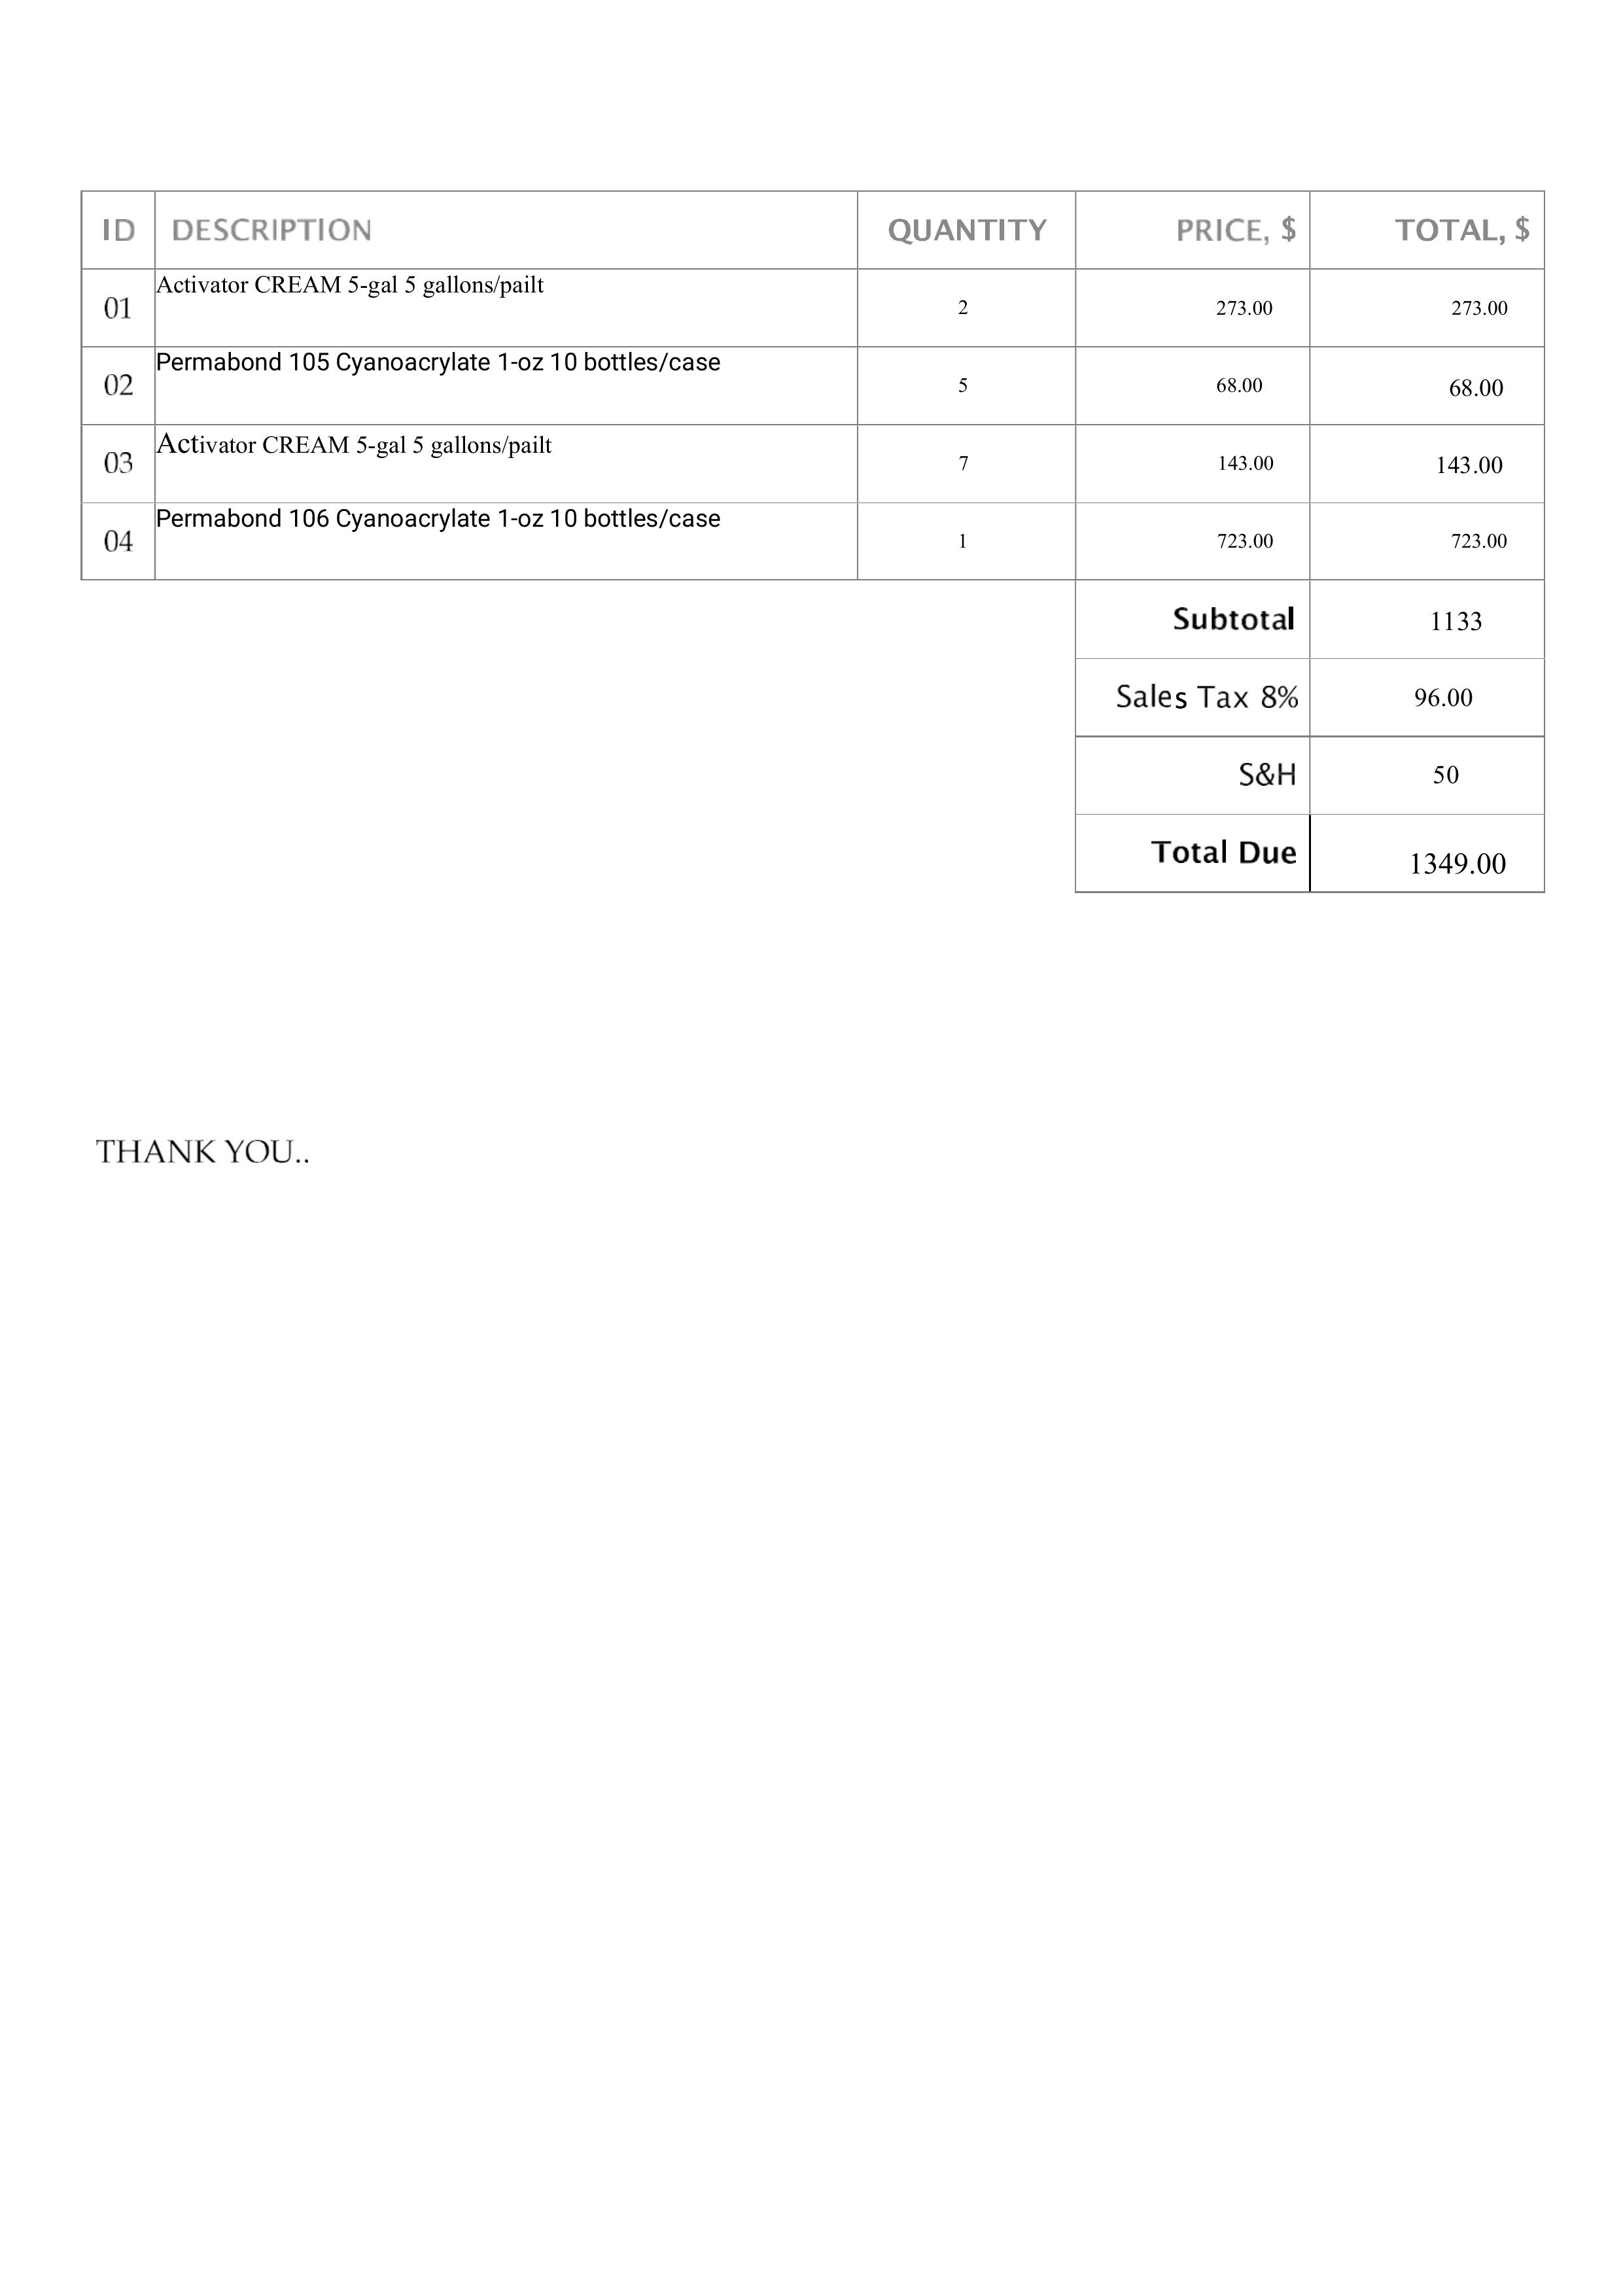 ID DESCRIPTION QUANTITY PRICE, $ TOTAL, $
01 Activator CREAM 5-gal 5 gallons/pailt 2 273.00 273.00
02 Permabond 105 Cyanoacrylate 1-oz 10 bottles/case 5 68.00 68.00
03 Activator CREAM 5-gal 5 gallons/pailt 7 143.00 143.00
04 Permabond 106 Cyanoacrylate 1-oz 10 bottles/case 1 723.00 723.00
Subtotal 1133
Sales Tax 8% 96.00
S&H 50
Total Due 1349.00
THANK YOU..